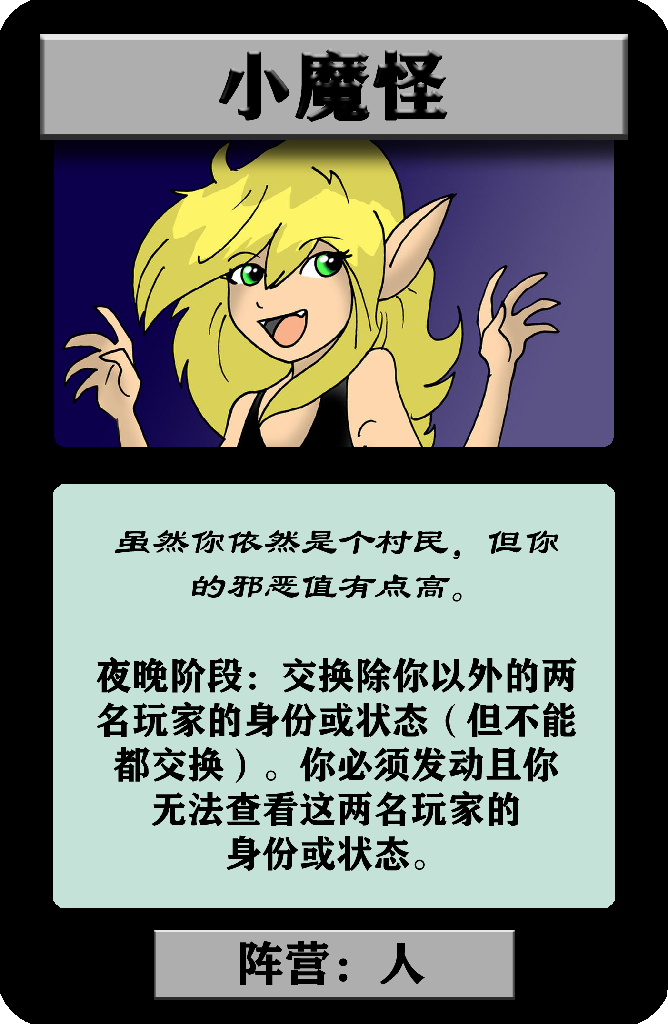 小魔怪
虽然你依然是个村民，但你
的邪恶值有点高。
夜晚阶段：交换除你以外的两
名玩家的身份或状态（但不能
都交换）。你必须发动且你
无法查看这两名玩家的
身份或状态。
阵营：人